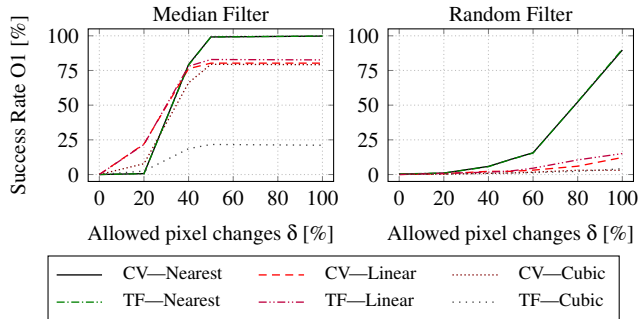 Median Filter
Random Filter
Success Rate O1 [%]
100
75
50
25
0
0 20 40 60 80 100
Allowed pixel changes δ [%]
100
75
50
25
0
0 20 40 60 80 100
Allowed pixel changes δ [%]
CV—Nearest CV—Linear CV—Cubic
TF—Nearest TF—Linear TF—Cubic